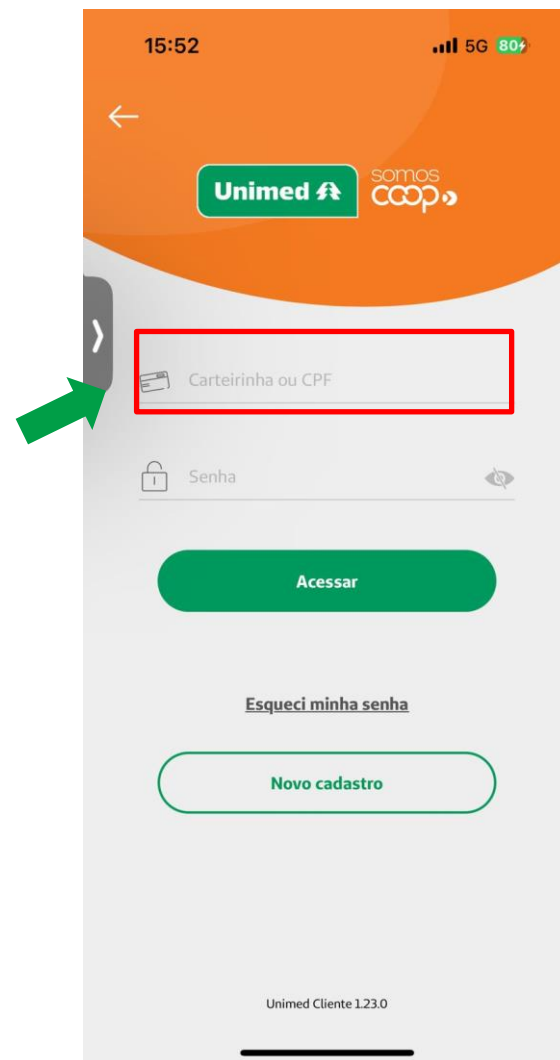 15:52 5G 80
Unimed somos coop
Carteirinha ou CPF
Senha
Acessar
Esqueci minha senha
Novo cadastro
Unimed Cliente 1.23.0